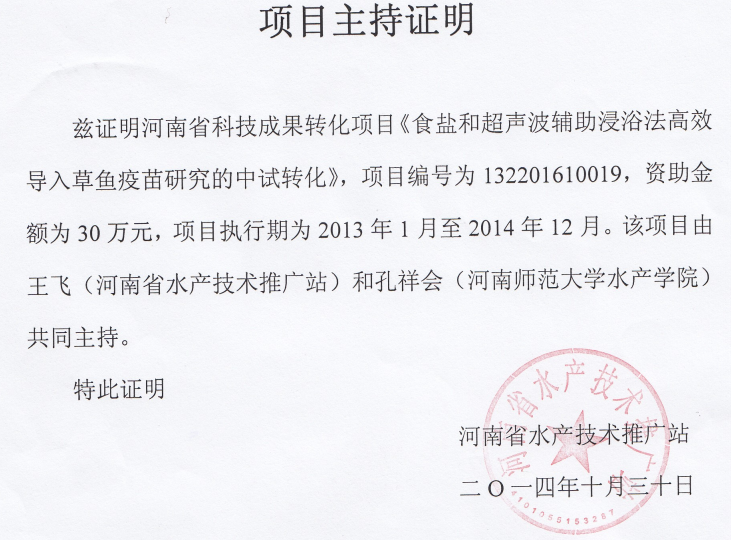 项目主持证明
兹证明河南省科技成果转化项目《食盐和超声波辅助浸浴法高效
导入草鱼疫苗研究的中试转化》，项目编号为 132201610019，资助金
额为 30 万元，项目执行期为 2013 年 1 月至 2014 年 12 月。该项目由
王飞（河南省水产技术推广站）和孔祥会（河南师范大学水产学院）
共同主持。
特此证明
河南省水产技术推广站
河南省水产技术推广站
二 O 一四年十月三十日